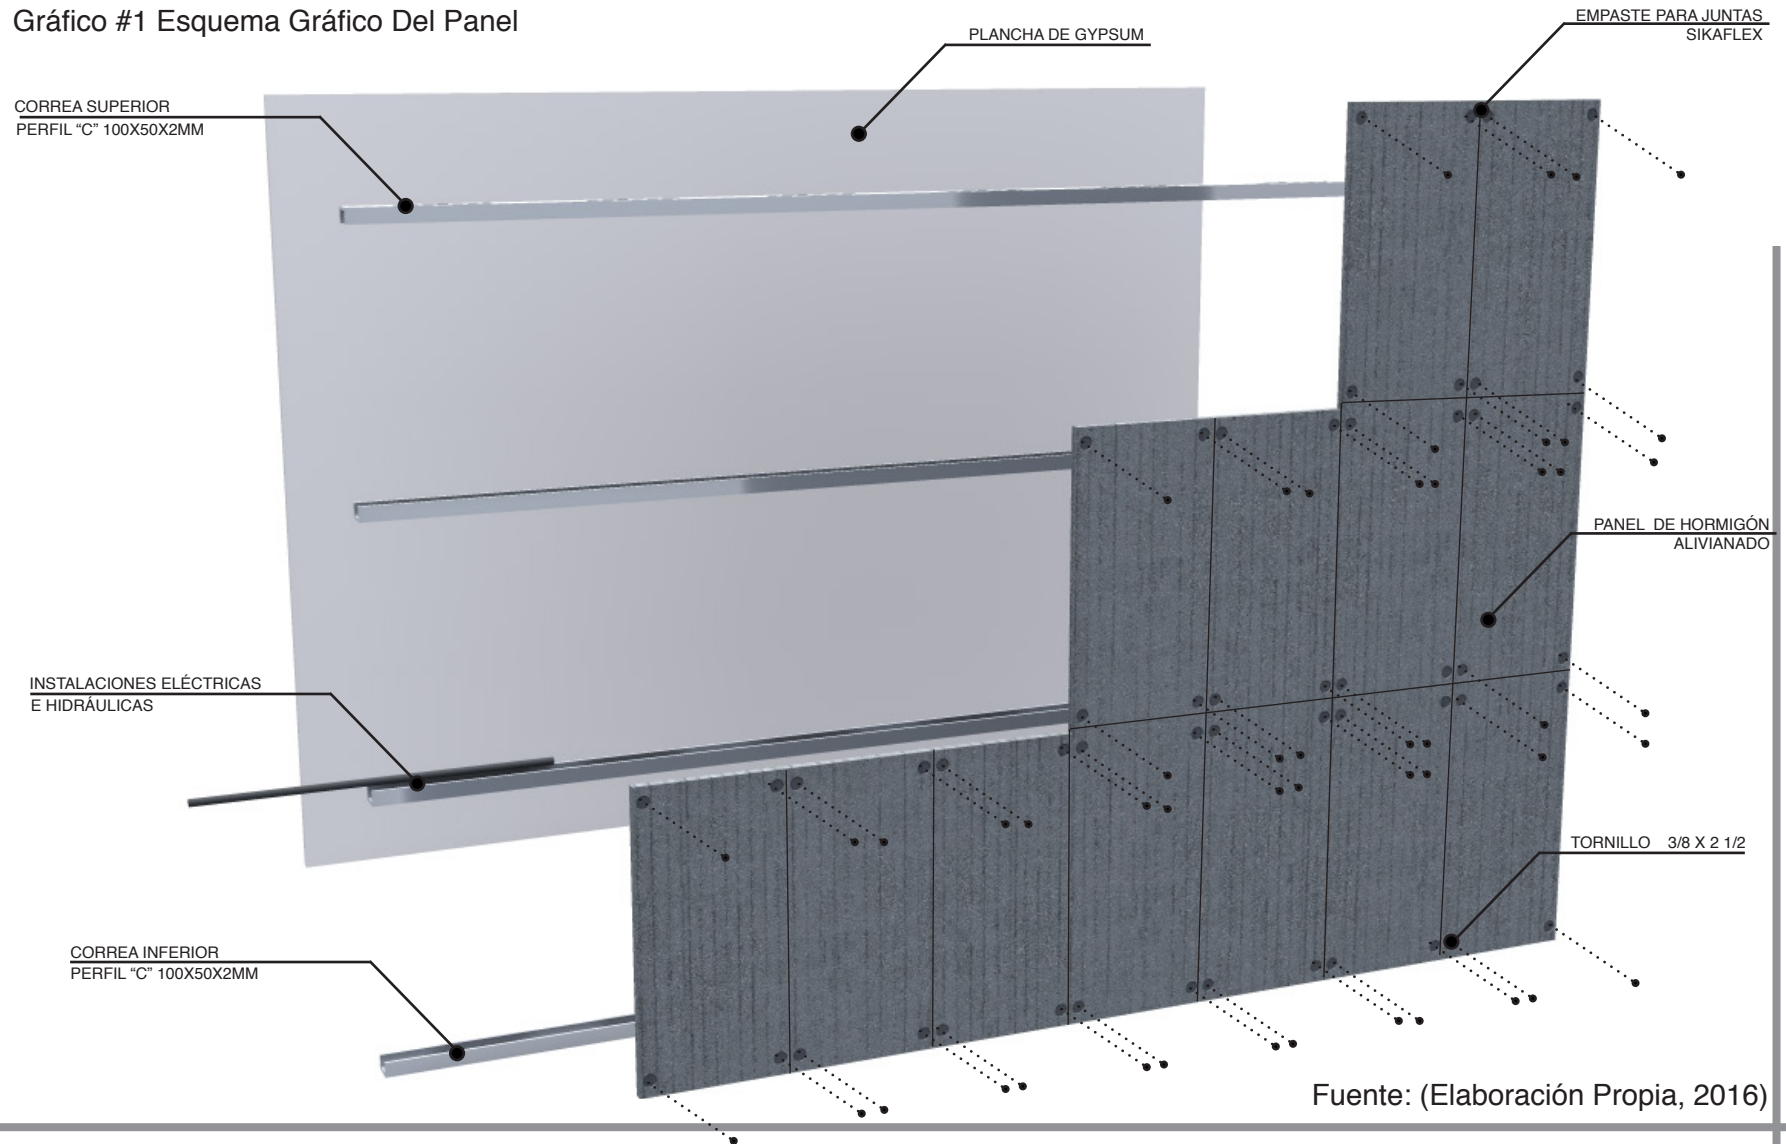 Gráfico #1 Esquema Gráfico Del Panel
EMPASTE PARA JUNTAS
SIKAFLEX
PLANCHA DE GYPSUM
CORREA SUPERIOR
PERFIL “C” 100X50X2MM
PANEL DE HORMIGÓN
ALIVIANADO
INSTALACIONES ELÉCTRICAS
E HIDRÁULICAS
TORNILLO 3/8 X 2 1/2
CORREA INFERIOR
PERFIL “C” 100X50X2MM
Fuente: (Elaboración Propia, 2016)